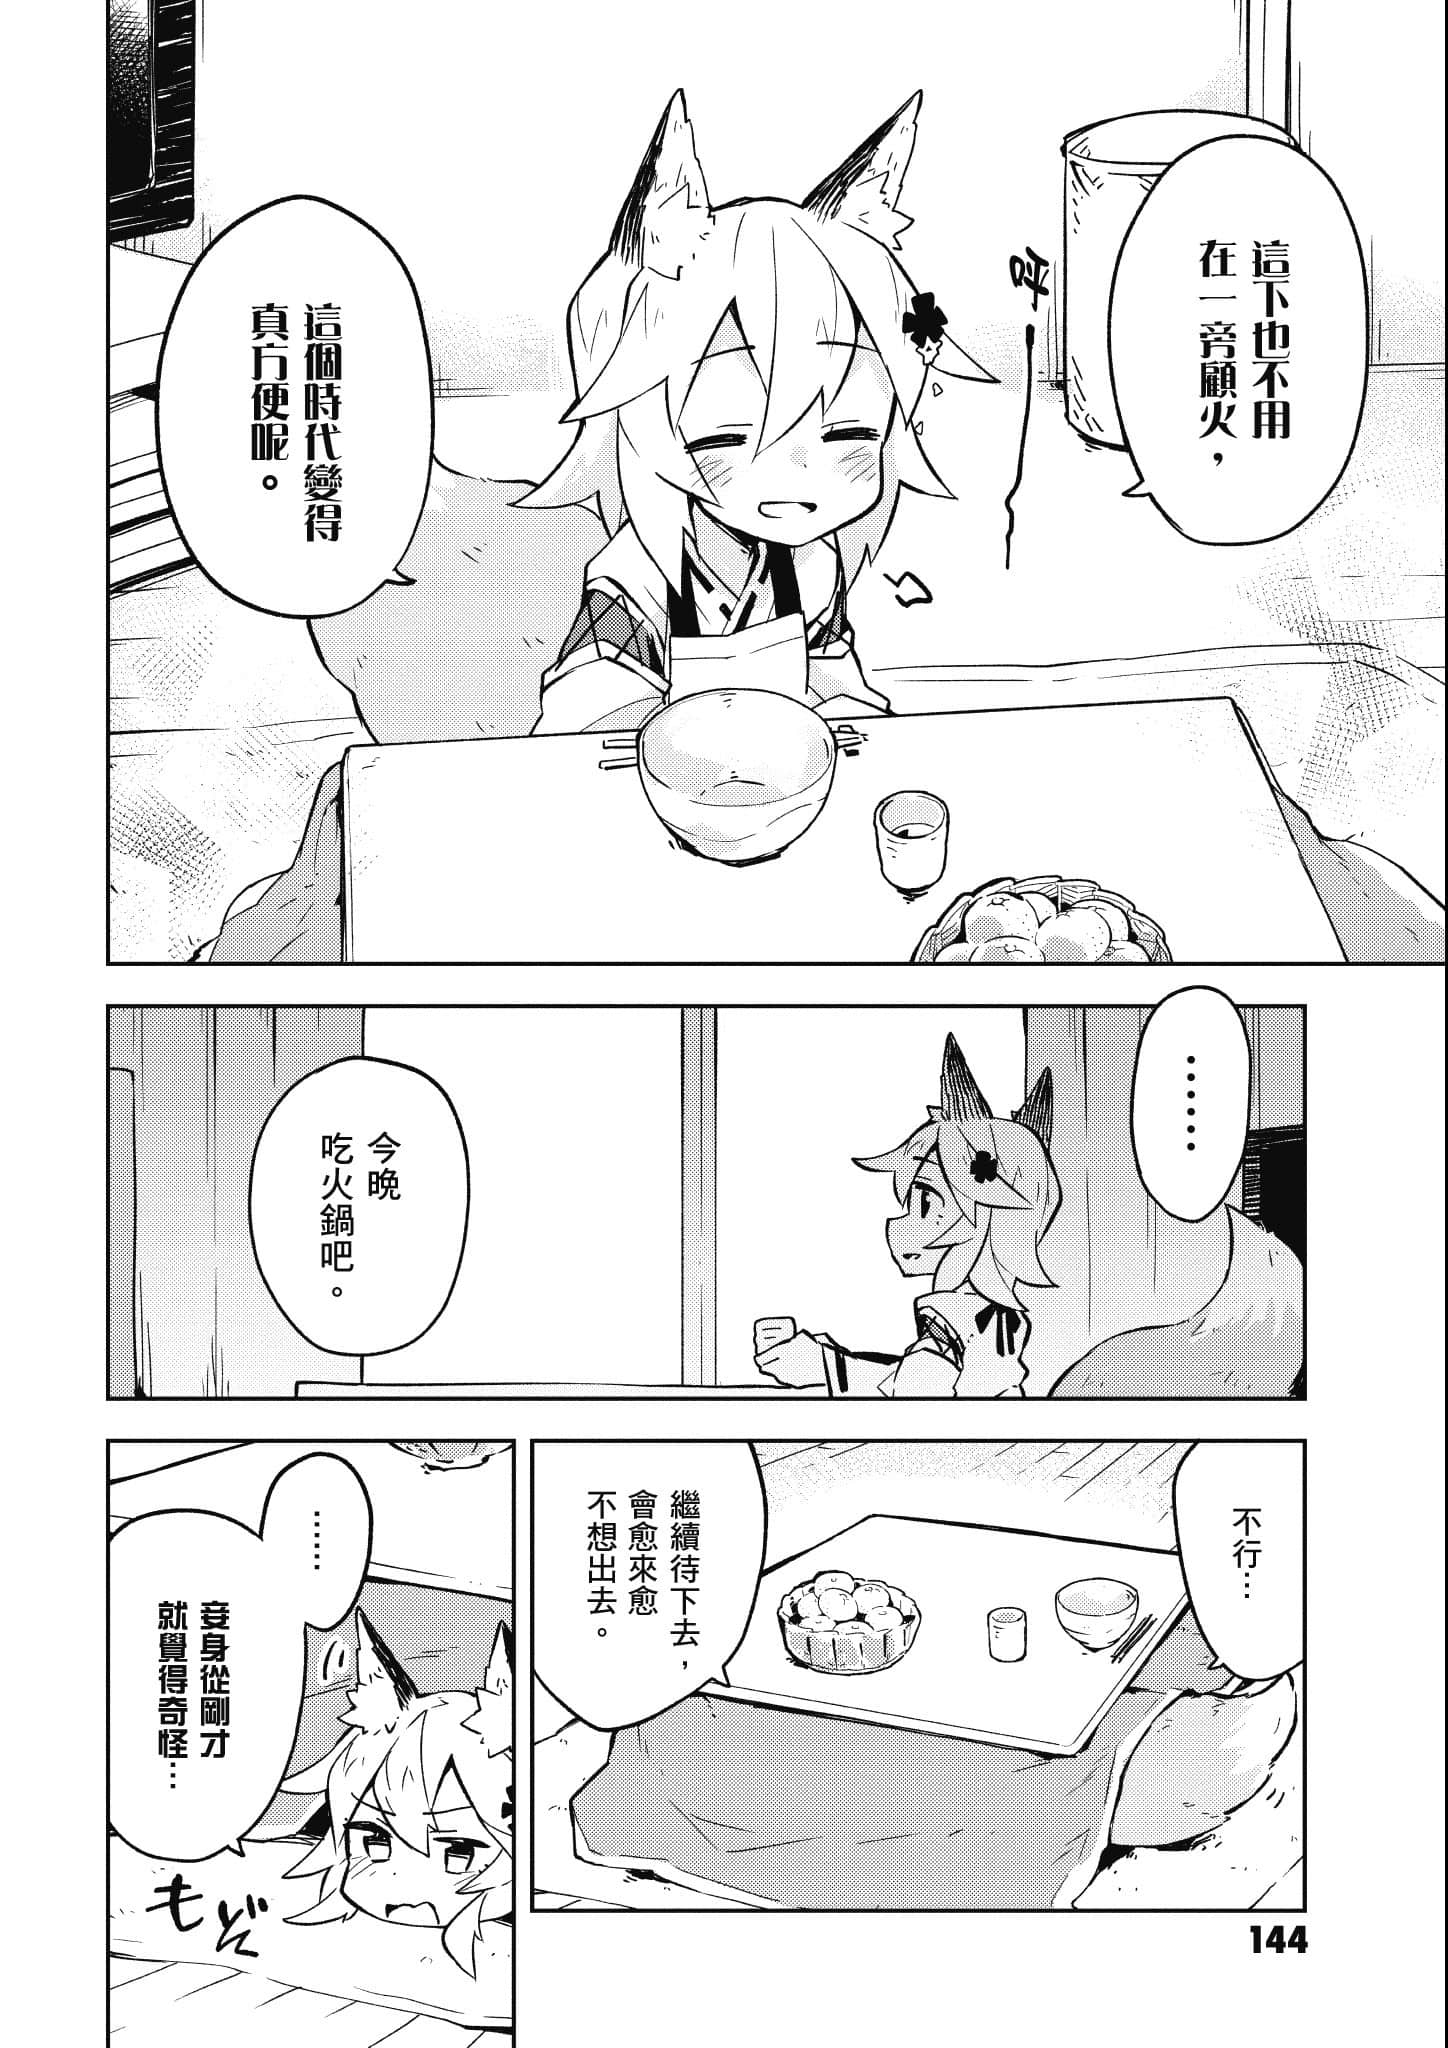 這下也不用
在一旁顧火，
呼
這個時代變得
真方便呢。
………
今晚
吃火鍋吧。
不行…
繼續待下去，
會愈來愈
不想出去。
……
妾身從剛才
就覺得奇怪…
もぞ
144